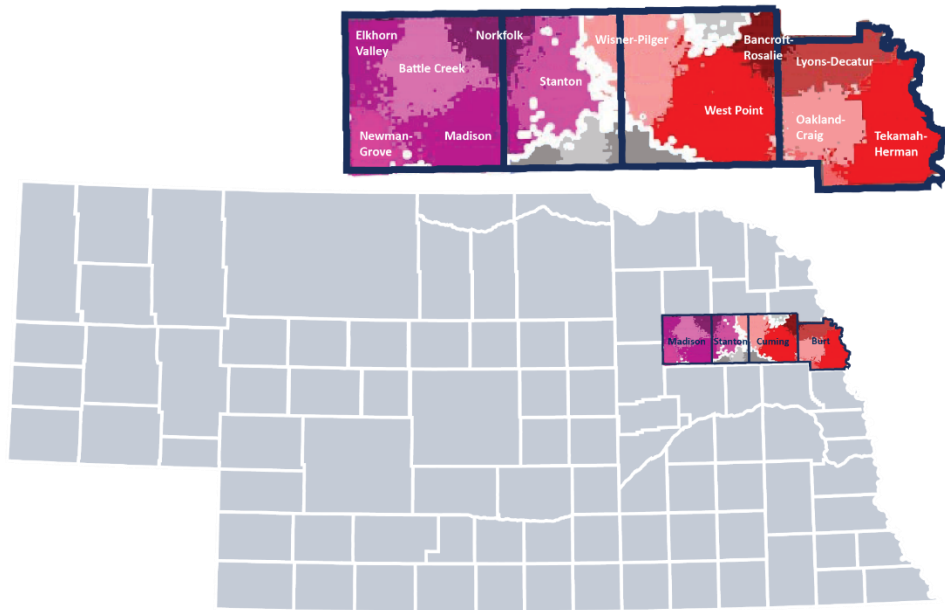 Elkhorn
Valley
Norkfolk
Wisner-Pilger
Bancroft-
Rosalie
Battle Creek
Stanton
Lyons-Decatur
West Point
Newman-
Grove
Madison
Oakland-
Craig
Tekamah-
Herman
Madison
Stanton
Cuming
Burt